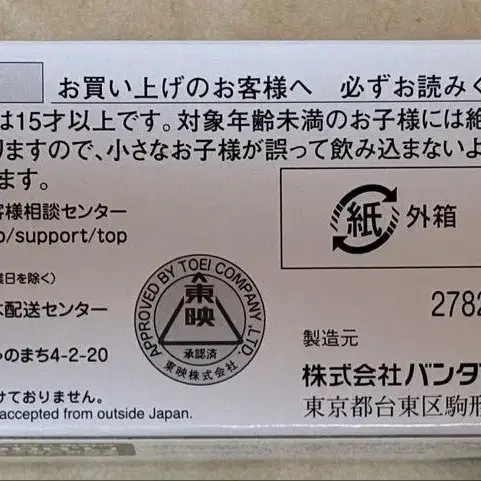 お買い上げのお客様へ 必ずお読みく
は15才以上です。対象年齢未満のお子様には絶
りますので、小さなお子様が誤って飲み込まないよ
ます。
客様相談センター
o/support/top
業日を除く)
配送センター
のまち4-2-20
けておりません。
accepted from outside Japan.
APPROVED BY TOEI COMPANY, LTD.
東映
承認済
東映株式会社
紙 外箱
2782
製造元
株式会社バンダ
東京都台東区駒形